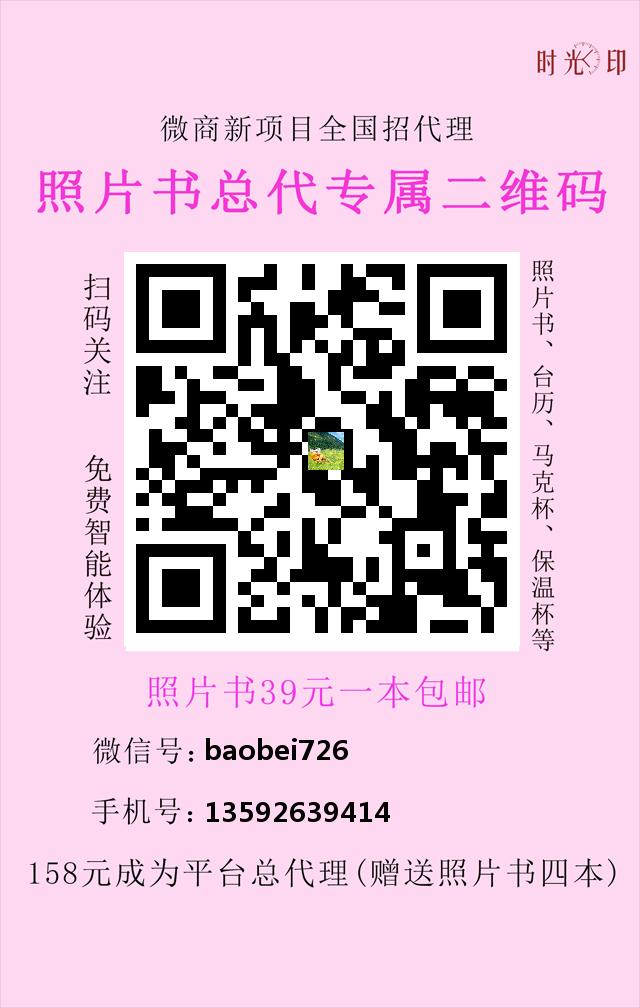 时光印
微商新项目全国招代理
照片书总代专属二维码
扫码关注 免费智能体验
照片书、台历、马克杯、保温杯等
照片书39元一本包邮
微信号:baobei726
手机号:13592639414
158元成为平台总代理(赠送照片书四本)